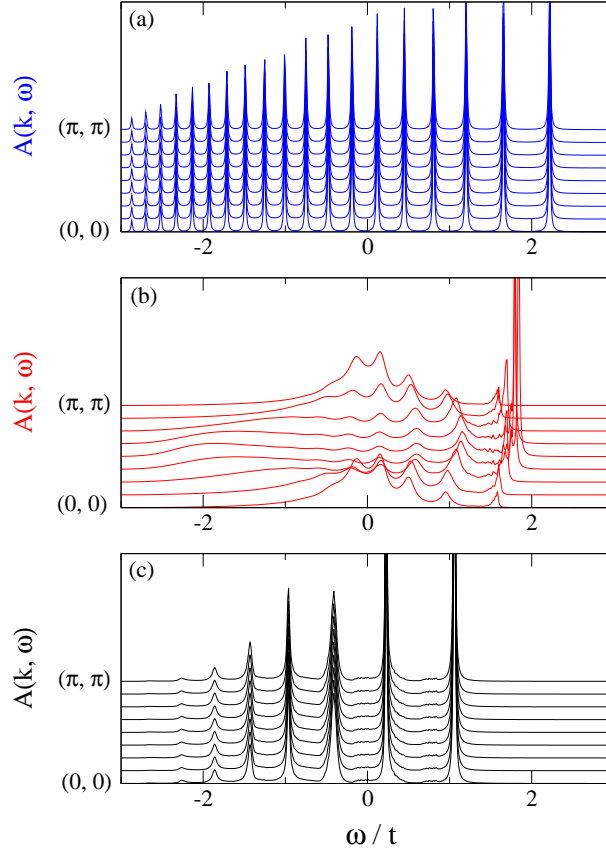 (a)
A(k, ω)
(π, π)
(0, 0)
-2 0 2
(b)
A(k, ω)
(π, π)
(0, 0)
-2 0 2
(c)
A(k, ω)
(π, π)
(0, 0)
-2 0 2
ω / t